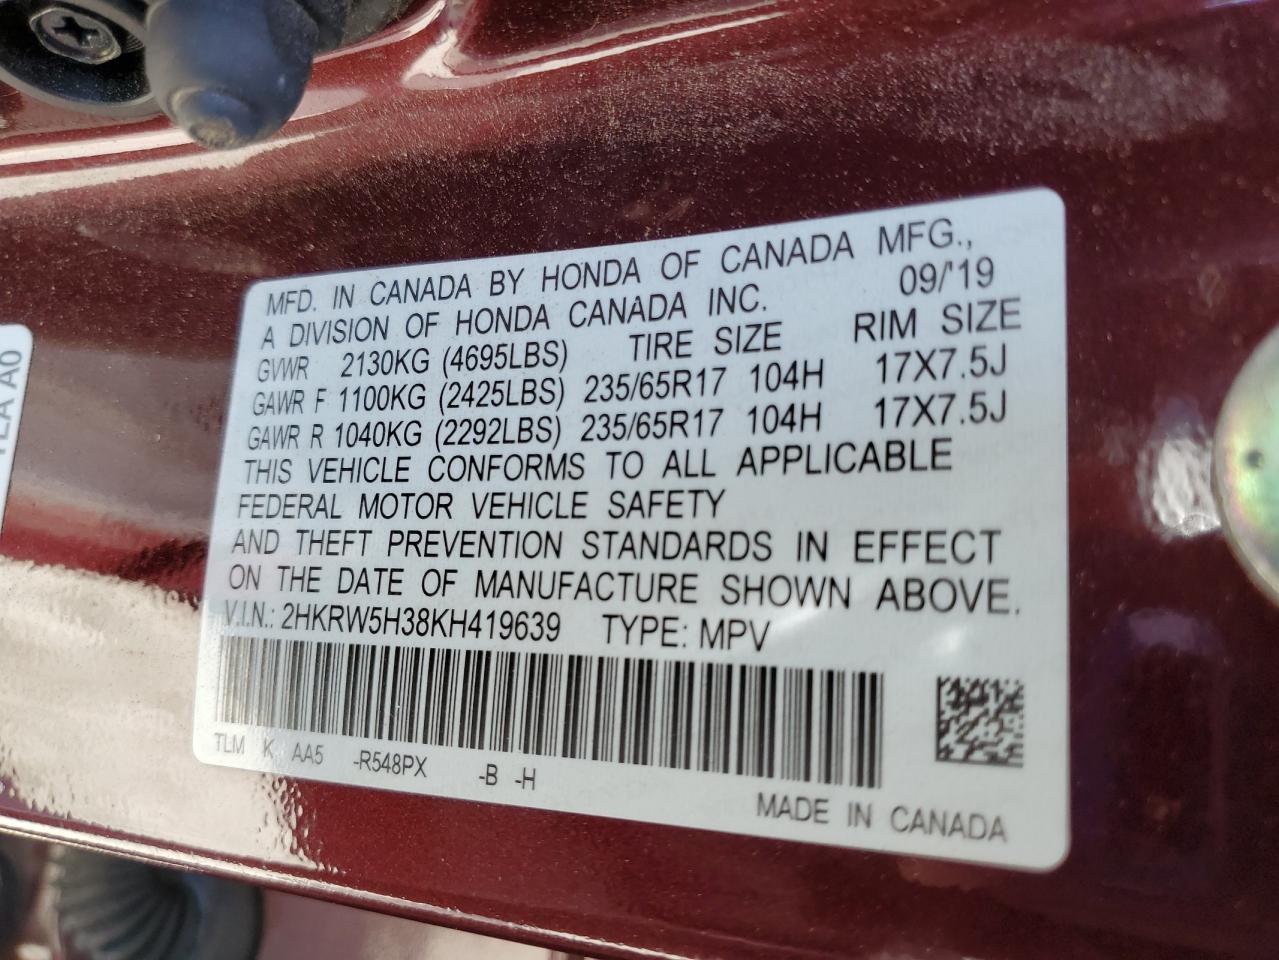 MFD. IN CANADA BY HONDA OF CANADA MFG.,
A DIVISION OF HONDA CANADA INC. 09/'19
GVWR 2130KG (4695LBS) TIRE SIZE RIM SIZE
GAWR F 1100KG (2425LBS) 235/65R17 104H 17X7.5J
GAWR R 1040KG (2292LBS) 235/65R17 104H 17X7.5J
THIS VEHICLE CONFORMS TO ALL APPLICABLE
FEDERAL MOTOR VEHICLE SAFETY
AND THEFT PREVENTION STANDARDS IN EFFECT
ON THE DATE OF MANUFACTURE SHOWN ABOVE.
V.I.N.: 2HKRW5H38KH419639 TYPE: MPV
TLM K AA5 -R548PX -B -H
MADE IN CANADA
A0